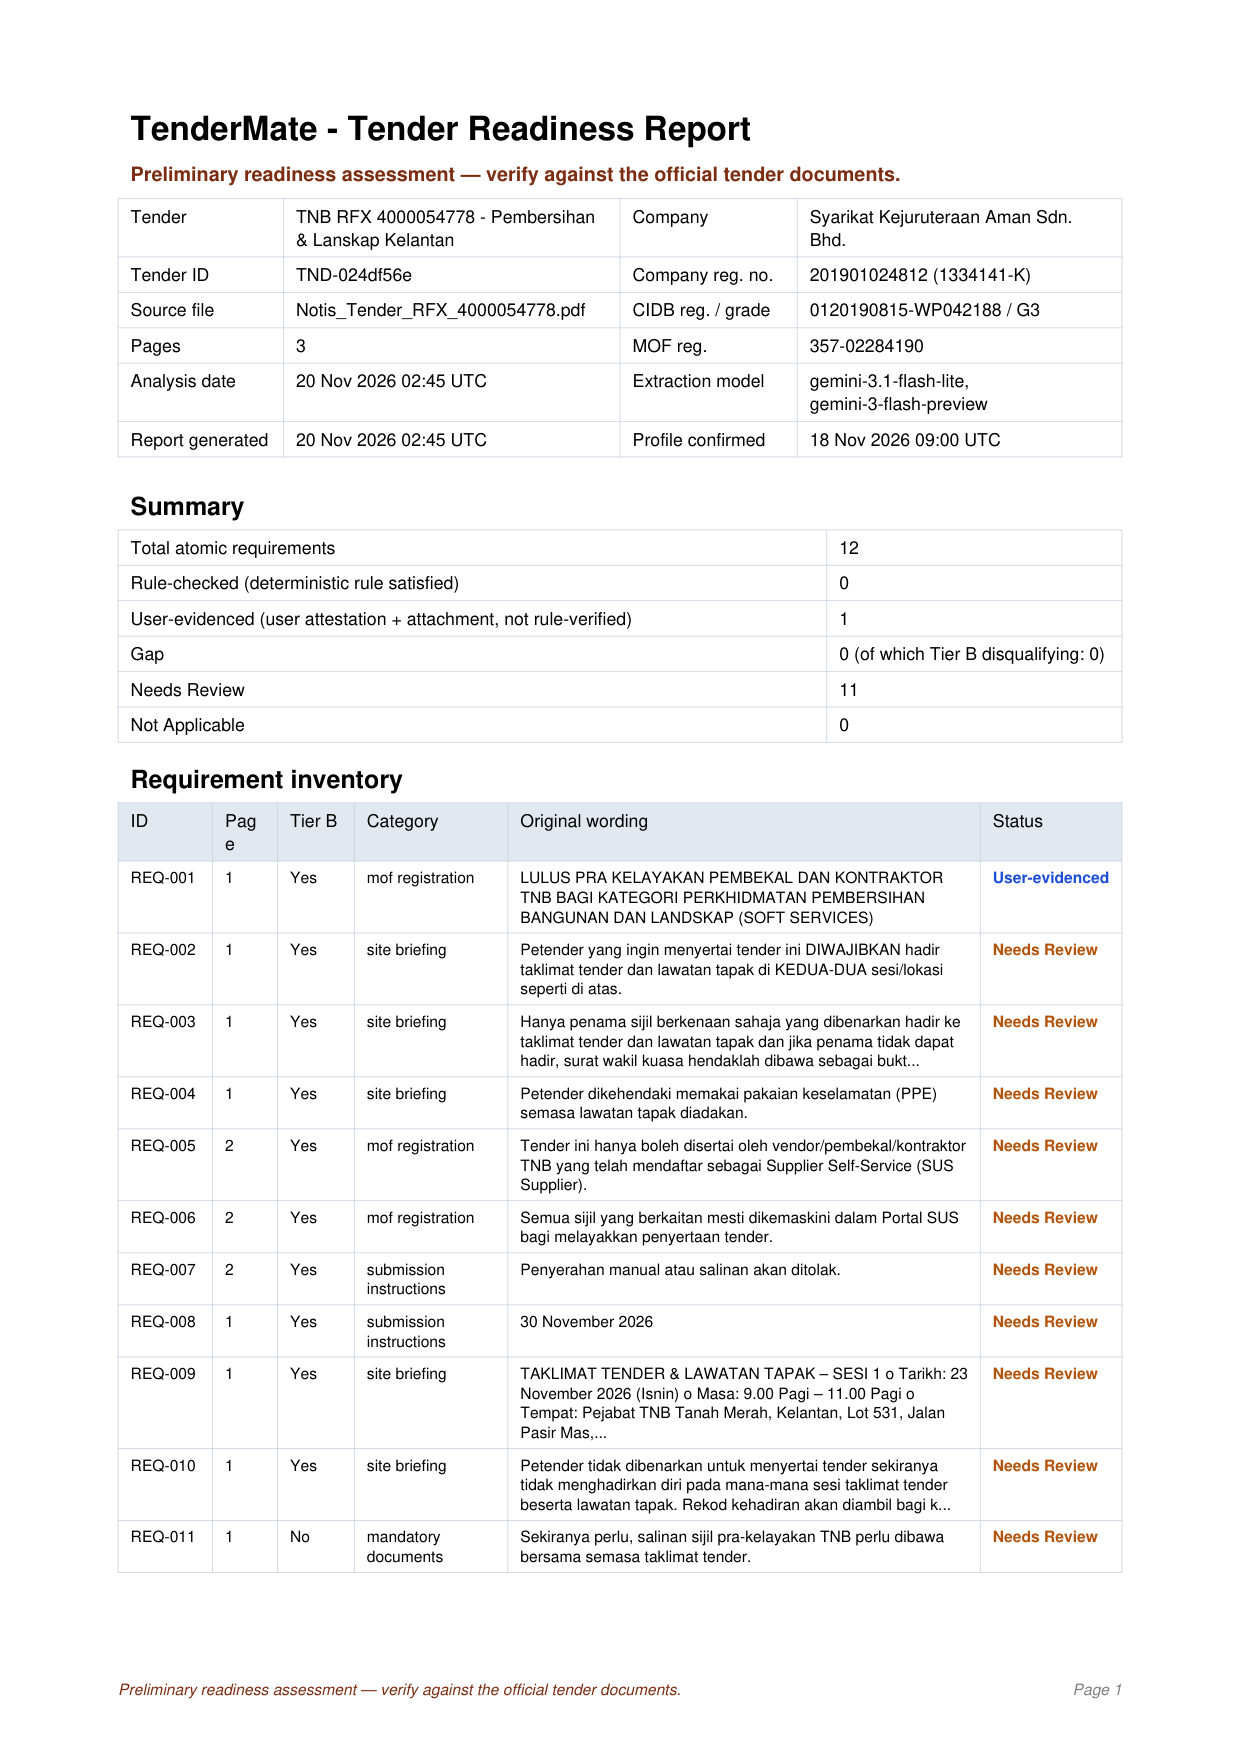 TenderMate - Tender Readiness Report
Preliminary readiness assessment — verify against the official tender documents.
Tender
TNB RFX 4000054778 - Pembersihan
& Lanskap Kelantan
Company
Syarikat Kejuruteraan Aman Sdn.
Bhd.
Tender ID
TND-024df56e
Company reg. no.
201901024812 (1334141-K)
Source file
Notis_Tender_RFX_4000054778.pdf
CIDB reg. / grade
0120190815-WP042188 / G3
Pages
3
MOF reg.
357-02284190
Analysis date
20 Nov 2026 02:45 UTC
Extraction model
gemini-3.1-flash-lite,
gemini-3-flash-preview
Report generated
20 Nov 2026 02:45 UTC
Profile confirmed
18 Nov 2026 09:00 UTC
Summary
Total atomic requirements
12
Rule-checked (deterministic rule satisfied)
0
User-evidenced (user attestation + attachment, not rule-verified)
1
Gap
0 (of which Tier B disqualifying: 0)
Needs Review
11
Not Applicable
0
Requirement inventory
ID
Pag
e
Tier B
Category
Original wording
Status
REQ-001
1
Yes
mof registration
LULUS PRA KELAYAKAN PEMBEKAL DAN KONTRAKTOR
TNB BAGI KATEGORI PERKHIDMATAN PEMBERSIHAN
BANGUNAN DAN LANDSKAP (SOFT SERVICES)
User-evidenced
REQ-002
1
Yes
site briefing
Petender yang ingin menyertai tender ini DIWAJIBKAN hadir
taklimat tender dan lawatan tapak di KEDUA-DUA sesi/lokasi
seperti di atas.
Needs Review
REQ-003
1
Yes
site briefing
Hanya penama sijil berkenaan sahaja yang dibenarkan hadir ke
taklimat tender dan lawatan tapak dan jika penama tidak dapat
hadir, surat wakil kuasa hendaklah dibawa sebagai bukt...
Needs Review
REQ-004
1
Yes
site briefing
Petender dikehendaki memakai pakaian keselamatan (PPE)
semasa lawatan tapak diadakan.
Needs Review
REQ-005
2
Yes
mof registration
Tender ini hanya boleh disertai oleh vendor/pembekal/kontraktor
TNB yang telah mendaftar sebagai Supplier Self-Service (SUS
Supplier).
Needs Review
REQ-006
2
Yes
mof registration
Semua sijil yang berkaitan mesti dikemaskini dalam Portal SUS
bagi melayakkan penyertaan tender.
Needs Review
REQ-007
2
Yes
submission
instructions
Penyerahan manual atau salinan akan ditolak.
Needs Review
REQ-008
1
Yes
submission
instructions
30 November 2026
Needs Review
REQ-009
1
Yes
site briefing
TAKLIMAT TENDER & LAWATAN TAPAK – SESI 1 o Tarikh: 23
November 2026 (Isnin) o Masa: 9.00 Pagi – 11.00 Pagi o
Tempat: Pejabat TNB Tanah Merah, Kelantan, Lot 531, Jalan
Pasir Mas,...
Needs Review
REQ-010
1
Yes
site briefing
Petender tidak dibenarkan untuk menyertai tender sekiranya
tidak menghadirkan diri pada mana-mana sesi taklimat tender
beserta lawatan tapak. Rekod kehadiran akan diambil bagi k...
Needs Review
REQ-011
1
No
mandatory
documents
Sekiranya perlu, salinan sijil pra-kelayakan TNB perlu dibawa
bersama semasa taklimat tender.
Needs Review
Preliminary readiness assessment — verify against the official tender documents.
Page 1